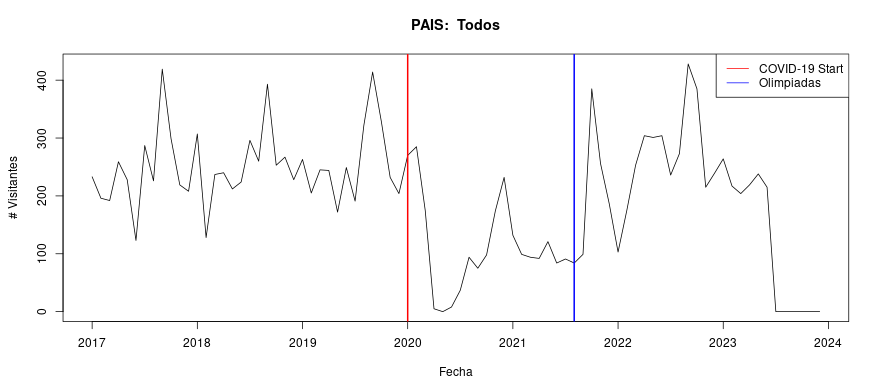 PAIS:  Todos
COVID-19 Start
Olimpiadas
# Visitantes
400
300
200
100
0
2017 2018 2019 2020 2021 2022 2023 2024
Fecha